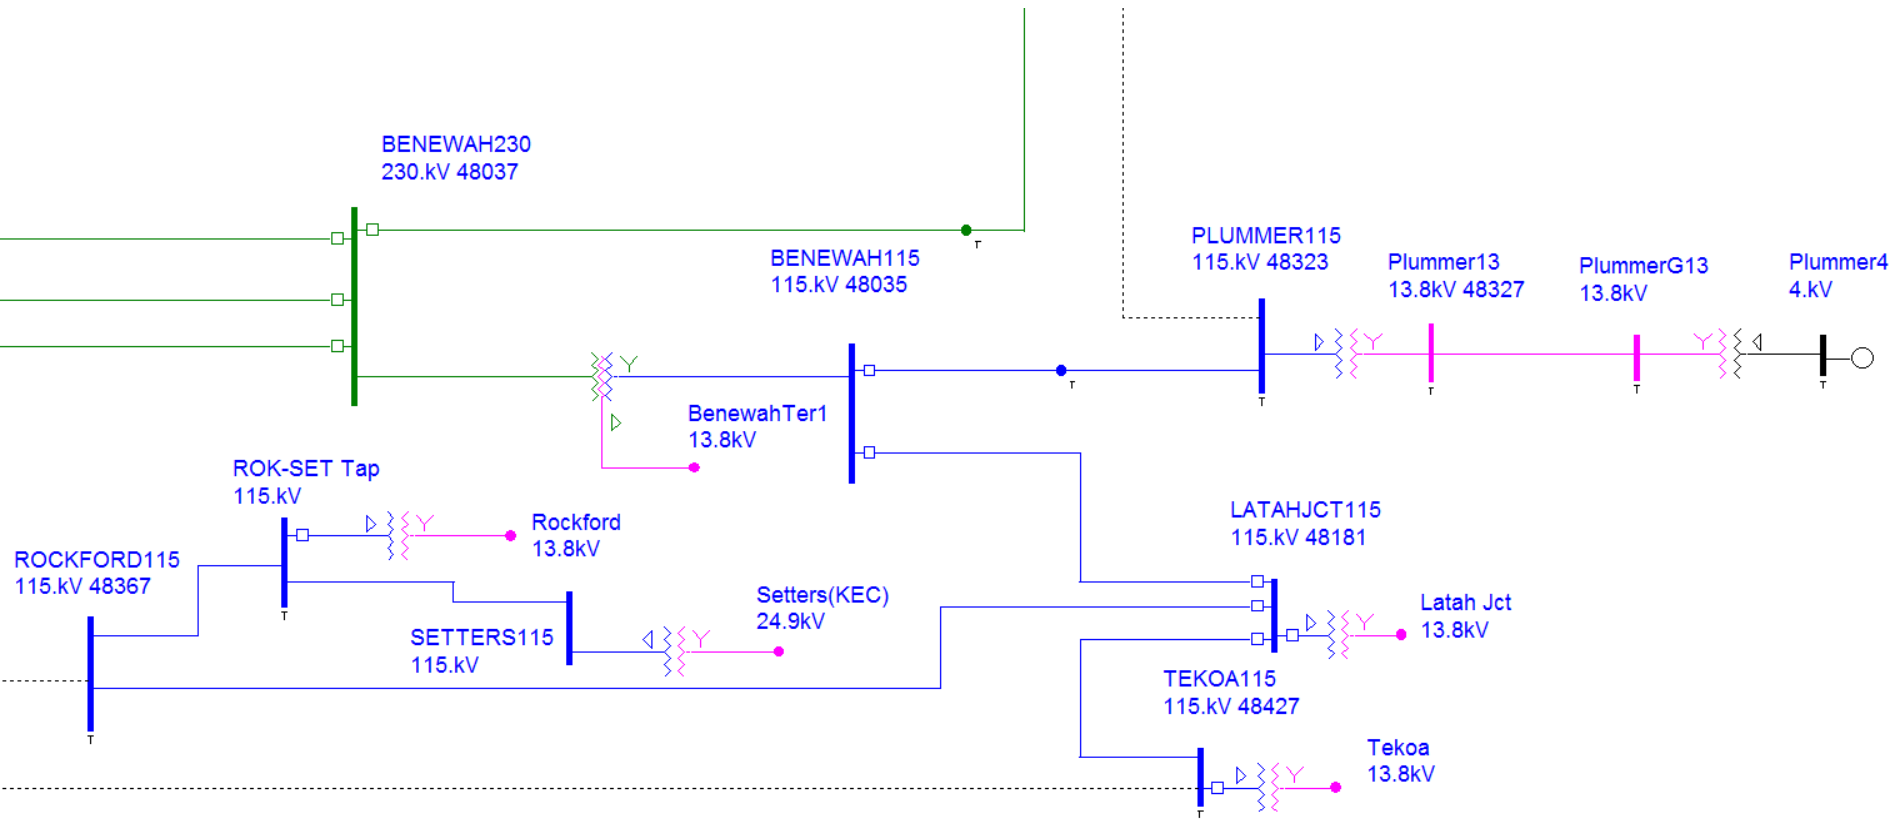 BENEWAH230
230.kV 48037
T
BENEWAH115
115.kV 48035
T
PLUMMER115
115.kV 48323
T
Plummer13
13.8kV 48327
T
PlummerG13
13.8kV
T
Plummer4
4.kV
T
BenewahTer1
13.8kV
ROK-SET Tap
115.kV
T
Rockford
13.8kV
ROCKFORD115
115.kV 48367
T
SETTERS115
115.kV
Setters(KEC)
24.9kV
LATAHJCT115
115.kV 48181
Latah Jct
13.8kV
TEKOA115
115.kV 48427
T
Tekoa
13.8kV